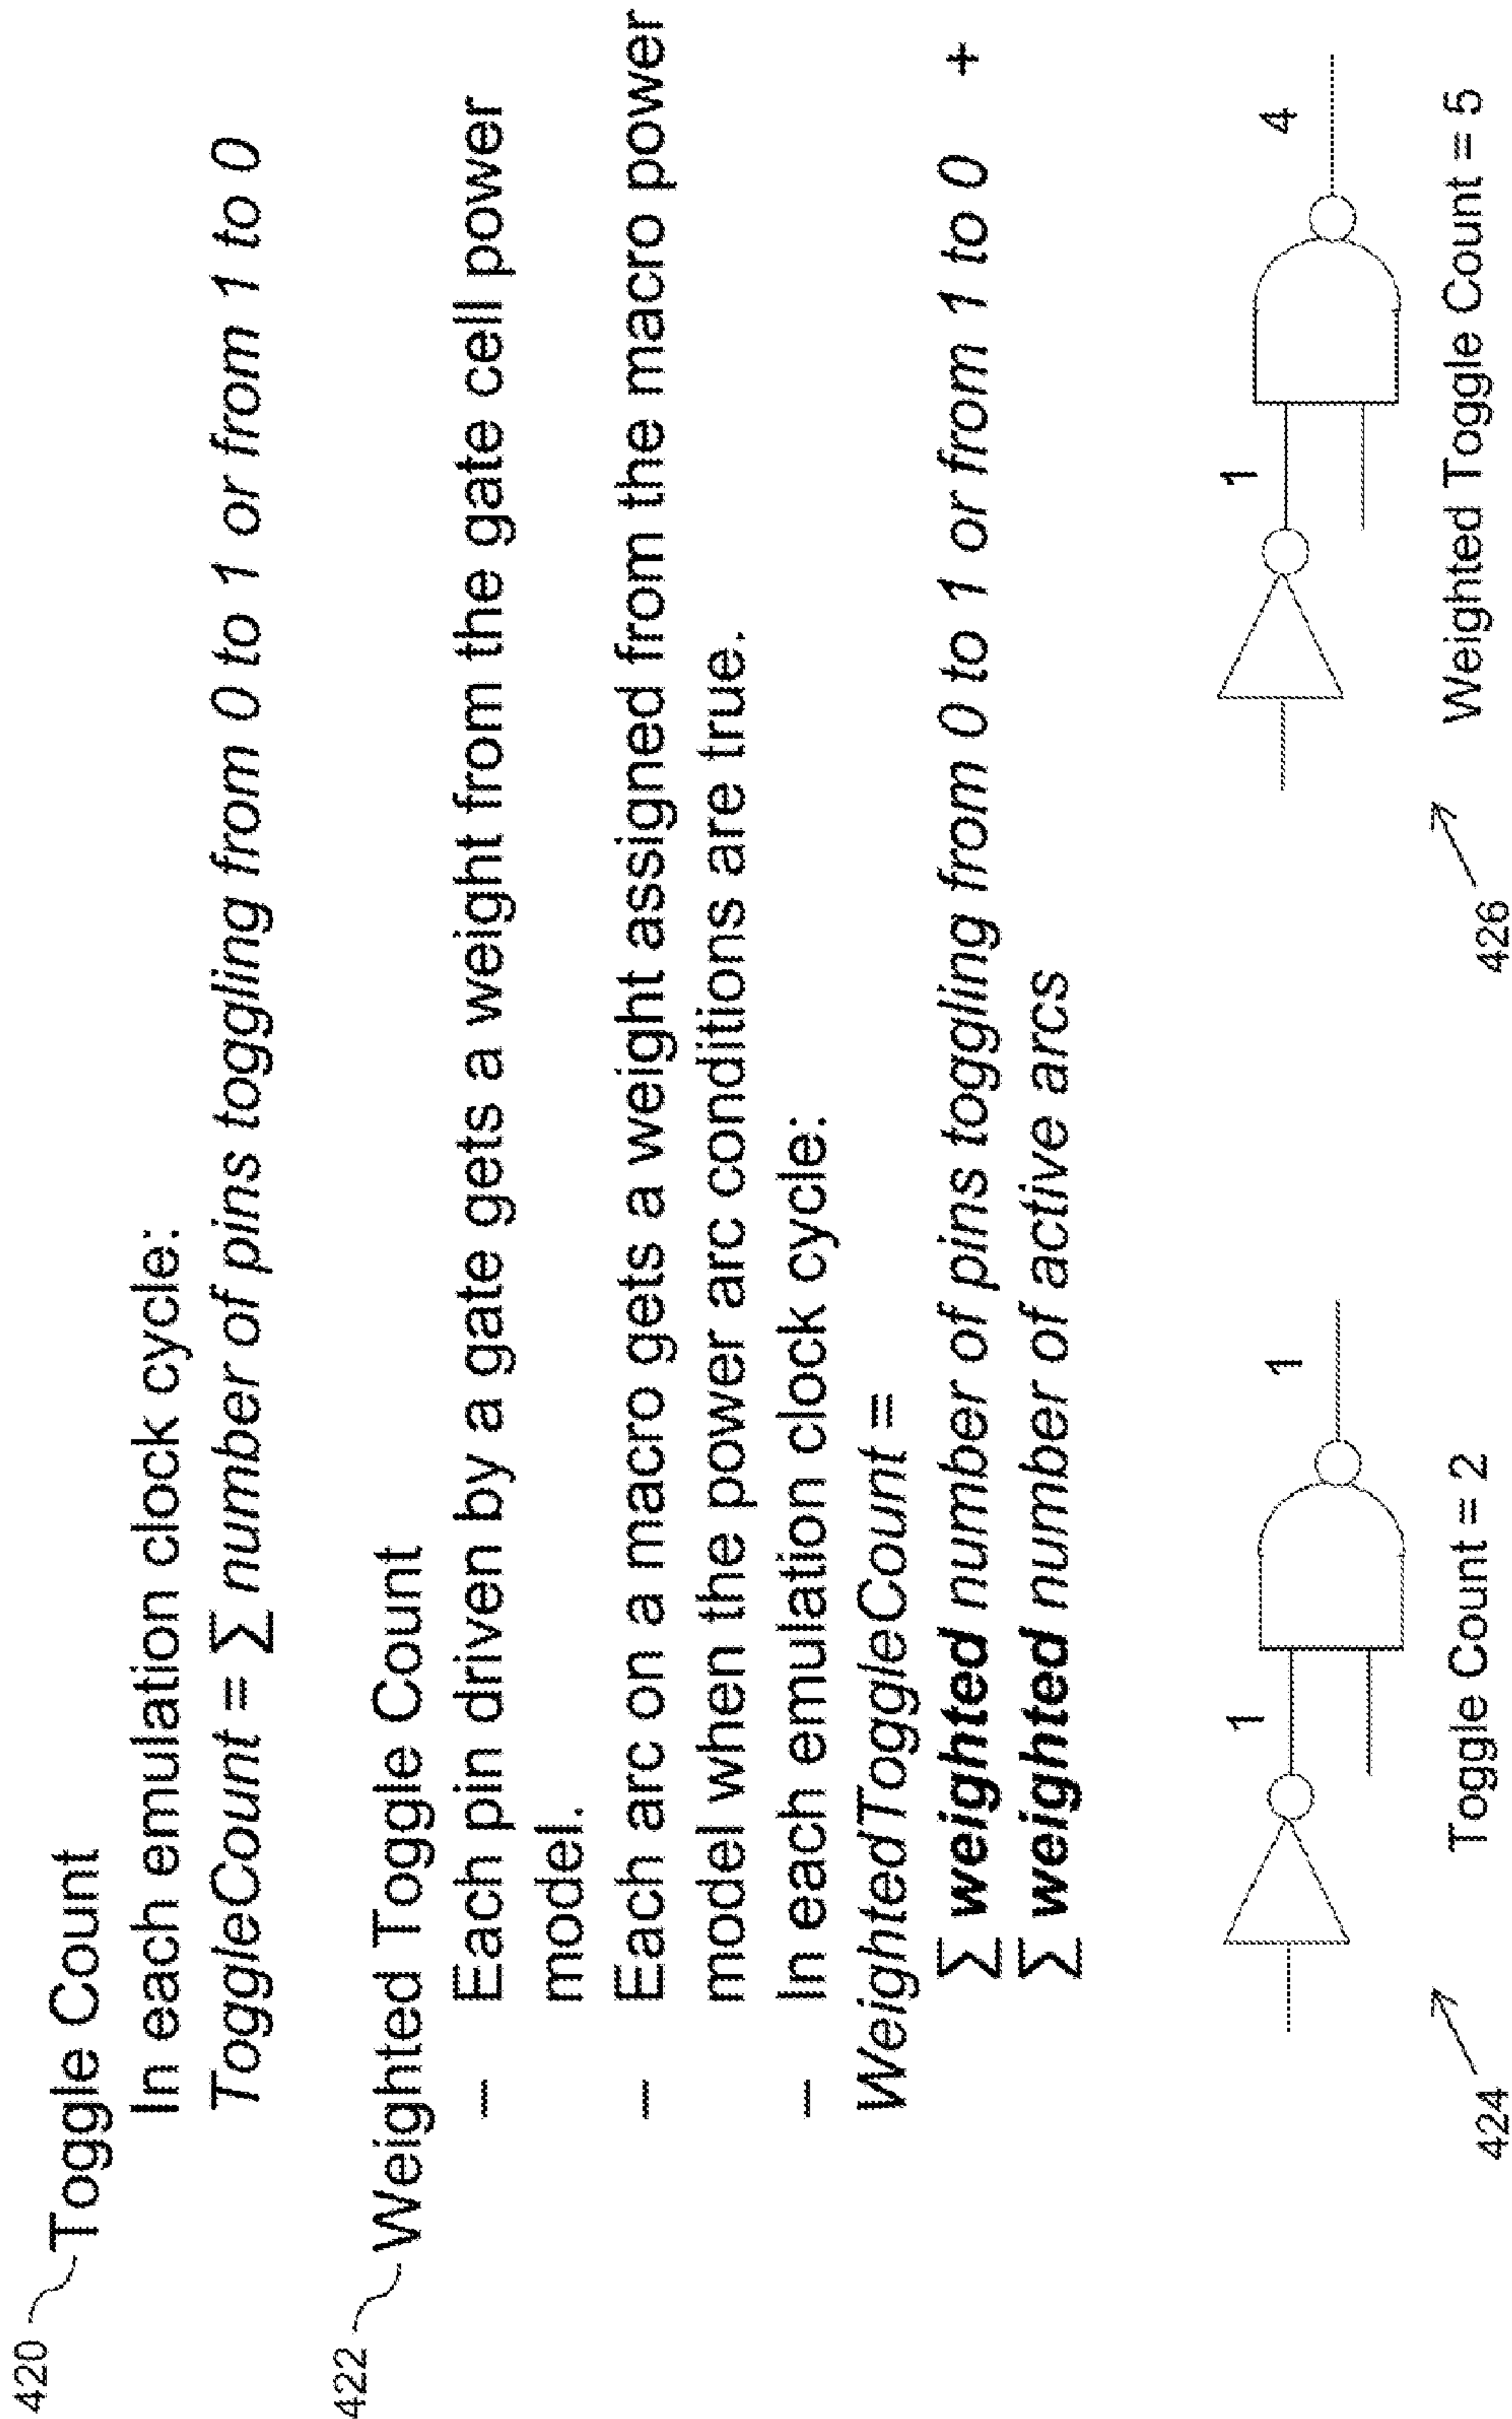 420 Toggle Count
In each emulation clock cycle:
ToggleCount = ∑ number of pins toggling from 0 to 1 or from 1 to 0
422 Weighted Toggle Count
– Each pin driven by a gate gets a weight from the gate cell power
model.
– Each arc on a macro gets a weight assigned from the macro power
model when the power arc conditions are true.
– In each emulation clock cycle:
WeightedToggleCount =
∑ weighted number of pins toggling from 0 to 1 or from 1 to 0 +
∑ weighted number of active arcs
1
1
Toggle Count = 2
424
1
4
Weighted Toggle Count = 5
426